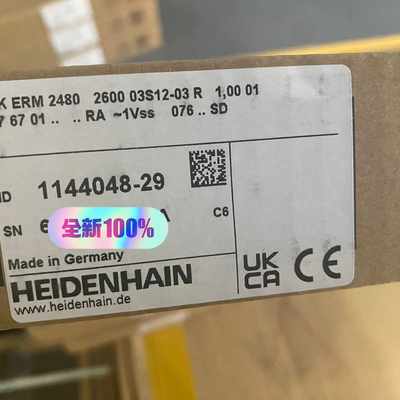 K ERM 2480 2600 03S12-03 R 1,00 01
7 67 01 .. .. RA ~1Vss 076 .. SD
ID 1144048-29
SN 6 A C6
全新100%
Made in Germany
HEIDENHAIN
www.heidenhain.de
UK
CA
CE